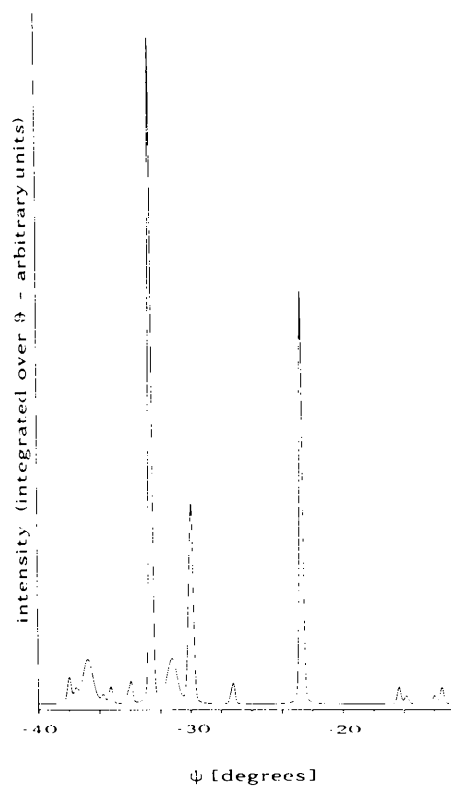 intensity (integrated over ϑ - arbitrary units)
-40 -30 -20
ψ [degrees]